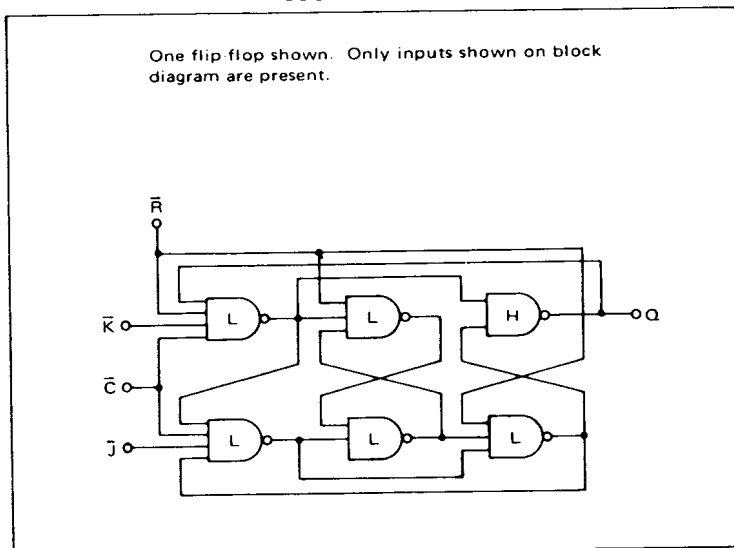 One flip flop shown. Only inputs shown on block
diagram are present.
R̄
K̄ L L H Q
C̄
J̄ L L L